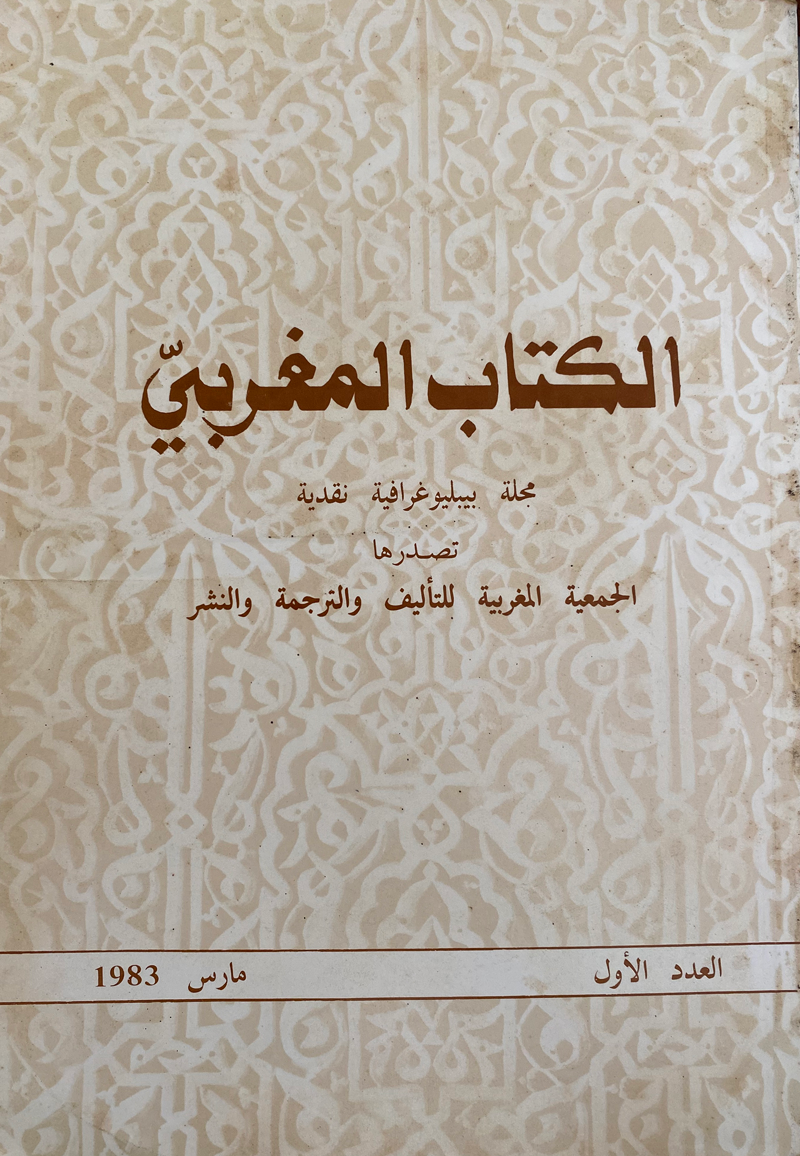 الكتاب المغربيّ
مجلة بيبليوغرافية نقدية
تصدرها
الجمعية المغربية للتأليف والترجمة والنشر
العدد الأول مارس 1983